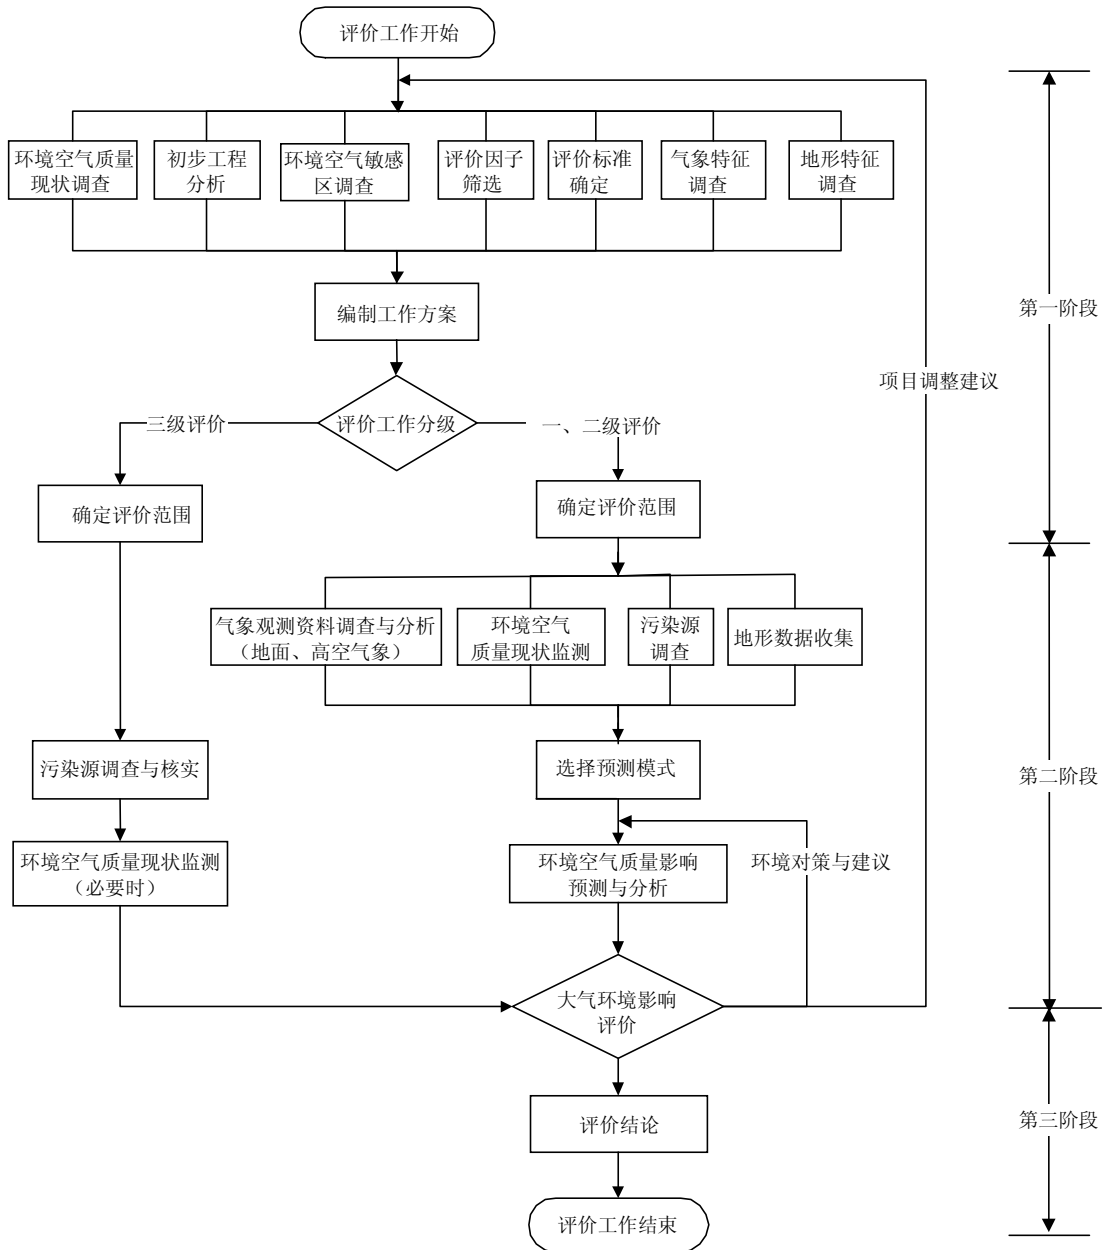 评价工作开始
环境空气质量
现状调查
初步工程
分析
环境空气敏感
区调查
评价因子
筛选
评价标准
确定
气象特征
调查
地形特征
调查
编制工作方案
第一阶段
项目调整建议
三级评价
评价工作分级
一、二级评价
确定评价范围
确定评价范围
气象观测资料调查与分析
（地面、高空气象）
环境空气
质量现状监测
污染源
调查
地形数据收集
污染源调查与核实
选择预测模式
第二阶段
环境空气质量现状监测
（必要时）
环境空气质量影响
预测与分析
环境对策与建议
大气环境影响
评价
评价结论
第三阶段
评价工作结束